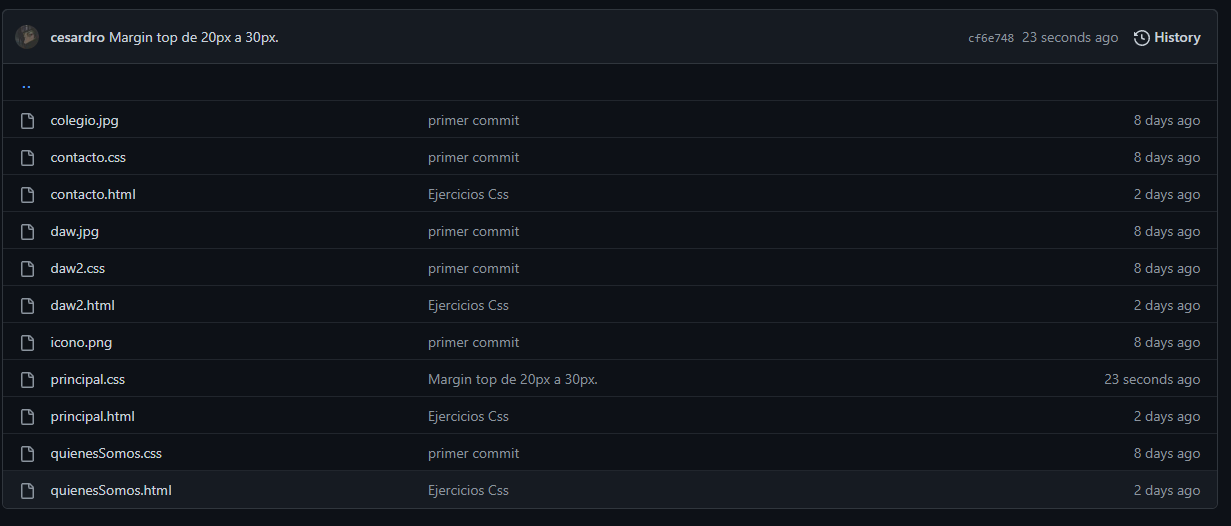 cesardro Margin top de 20px a 30px. cf6e748 23 seconds ago History
..
colegio.jpg primer commit 8 days ago
contacto.css primer commit 8 days ago
contacto.html Ejercicios Css 2 days ago
daw.jpg primer commit 8 days ago
daw2.css primer commit 8 days ago
daw2.html Ejercicios Css 2 days ago
icono.png primer commit 8 days ago
principal.css Margin top de 20px a 30px. 23 seconds ago
principal.html Ejercicios Css 2 days ago
quienesSomos.css primer commit 8 days ago
quienesSomos.html Ejercicios Css 2 days ago